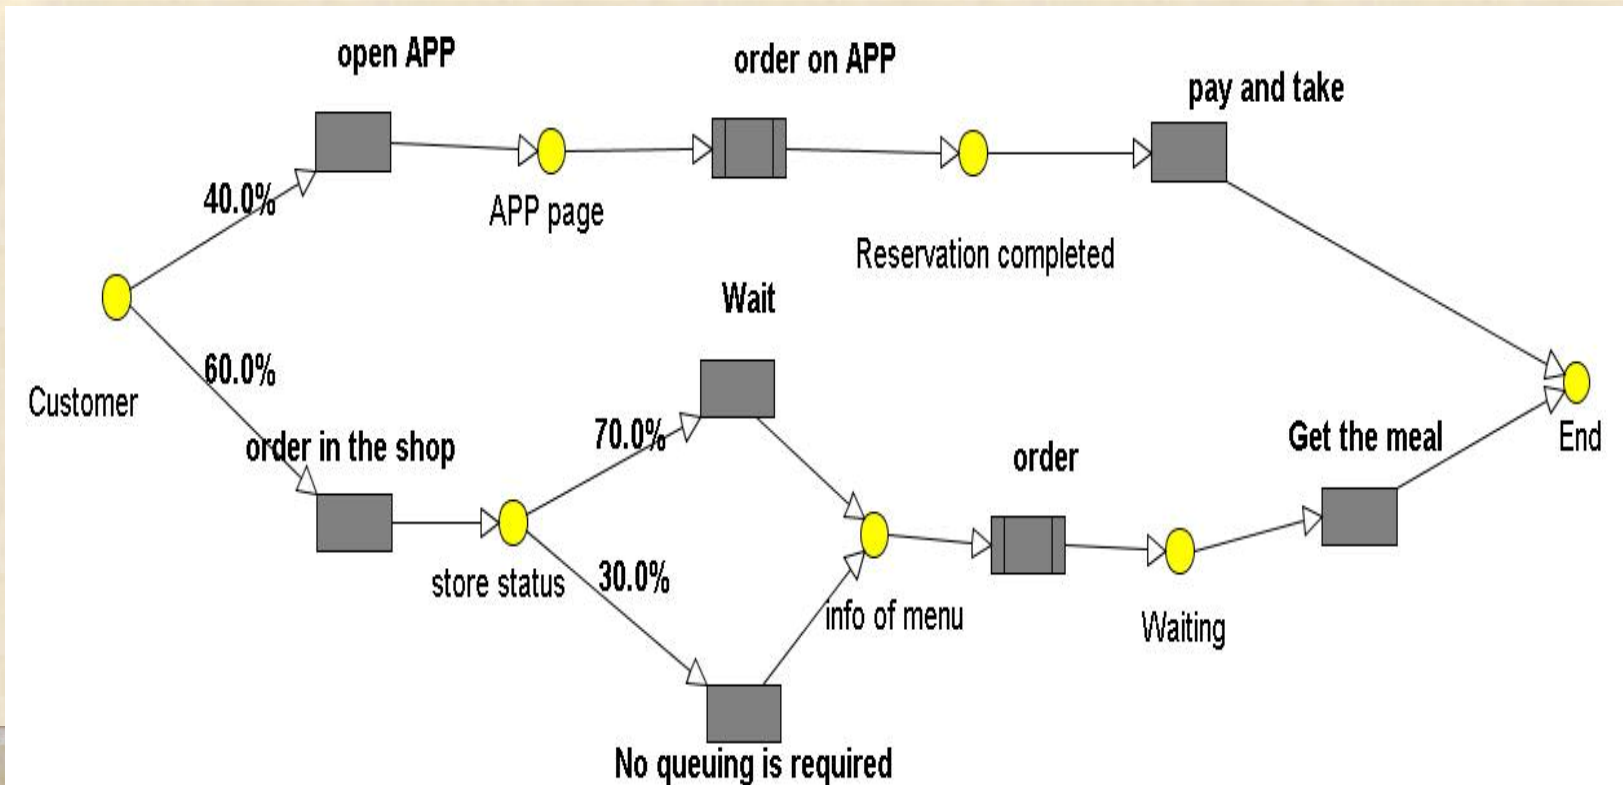 open APP
order on APP
pay and take
40.0%
APP page
Reservation completed
Wait
60.0%
Customer
order in the shop
70.0%
Get the meal
End
order
store status
30.0%
info of menu
Waiting
No queuing is required